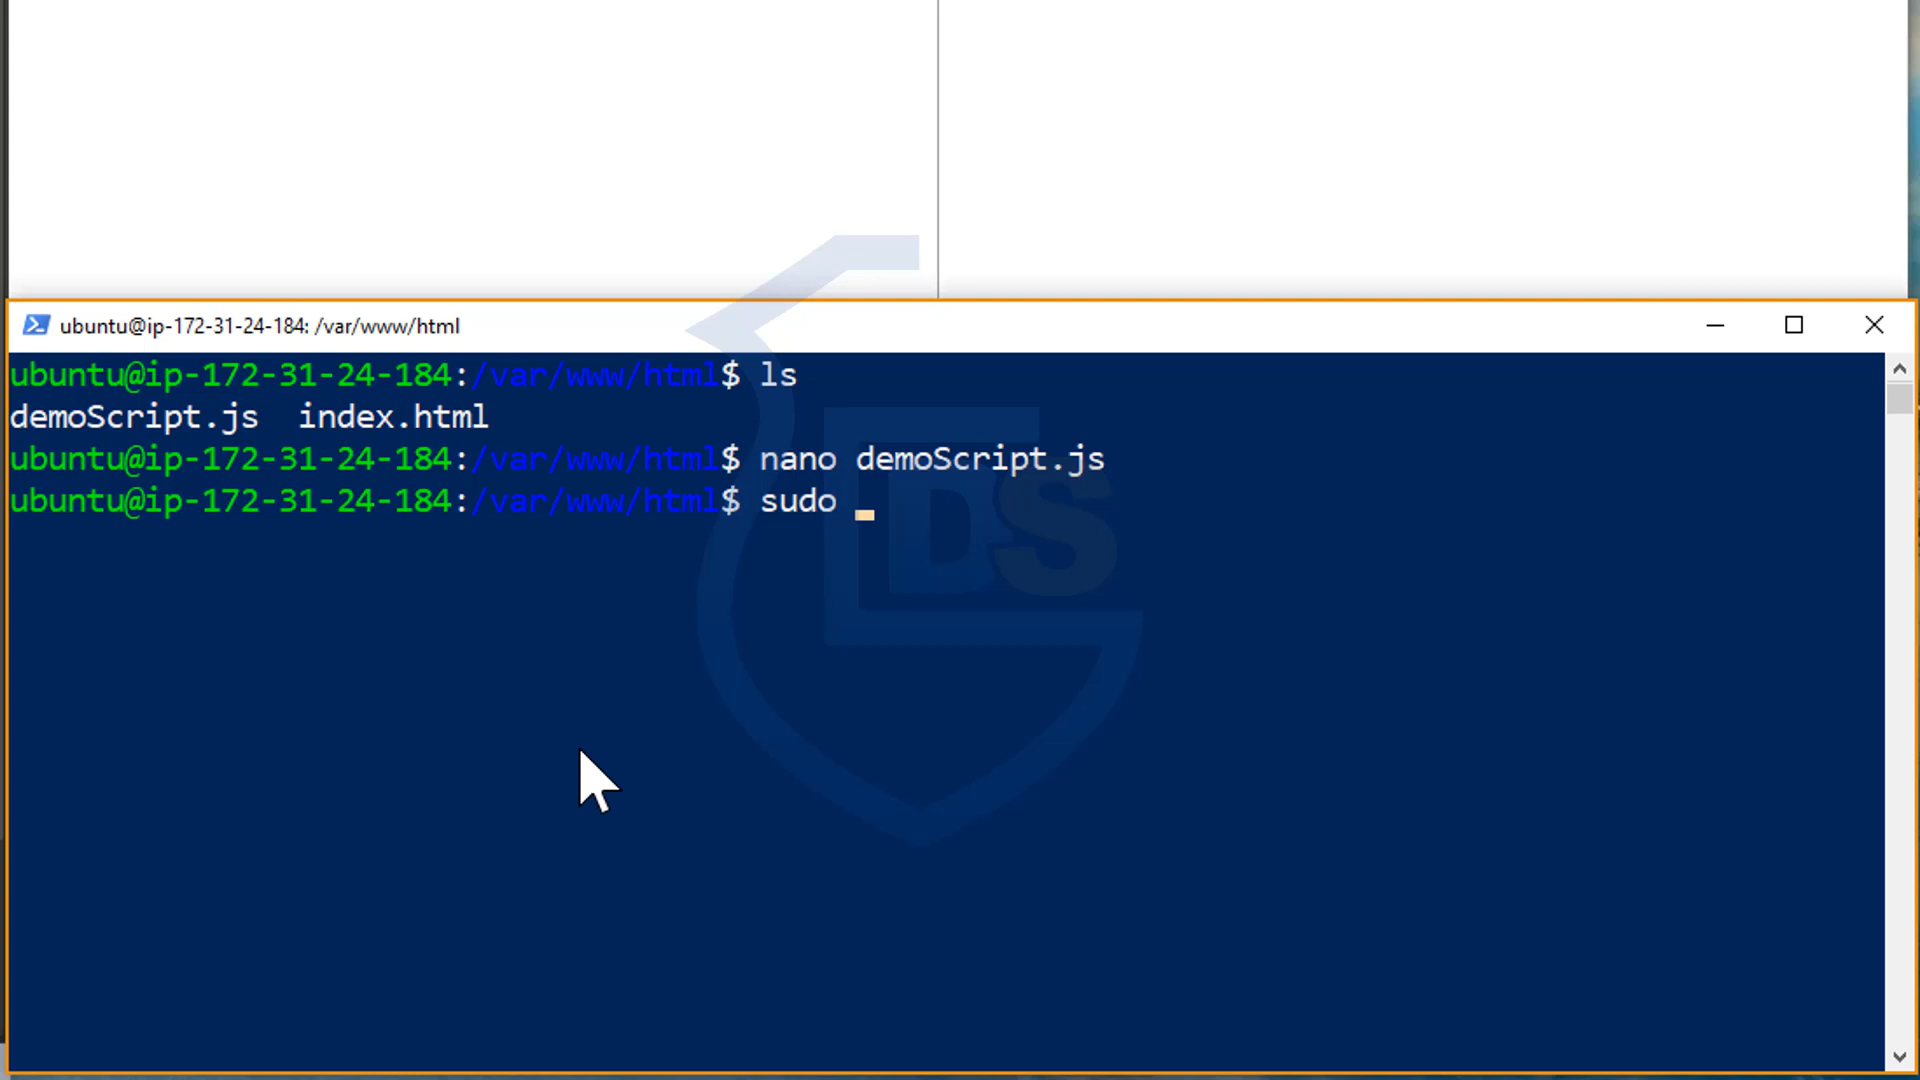 ubuntu@ip-172-31-24-184: /var/www/html
ubuntu@ip-172-31-24-184:/var/www/html$ ls
demoScript.js  index.html
ubuntu@ip-172-31-24-184:/var/www/html$ nano demoScript.js
ubuntu@ip-172-31-24-184:/var/www/html$ sudo
DS